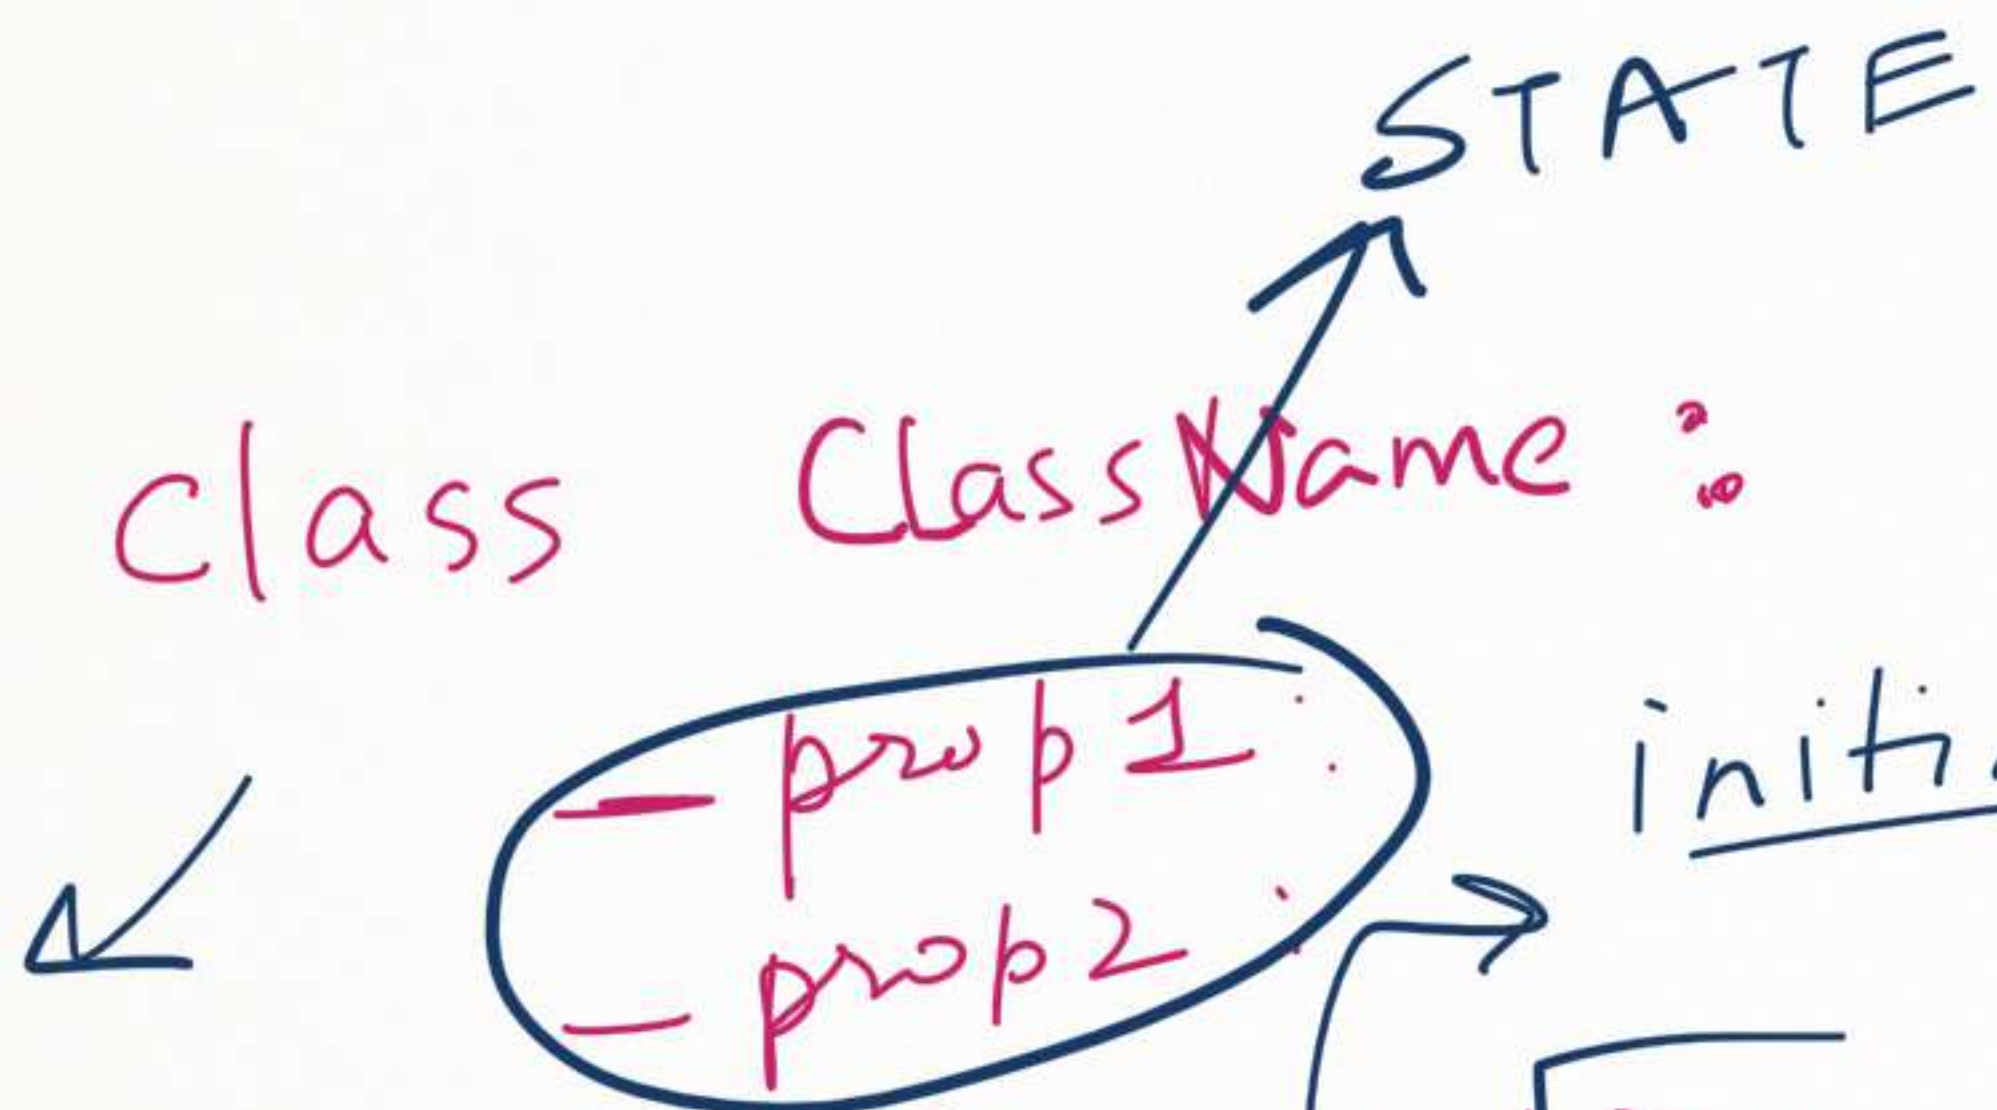 STATE
Class ClassName :
— prop1
initi
— prop2